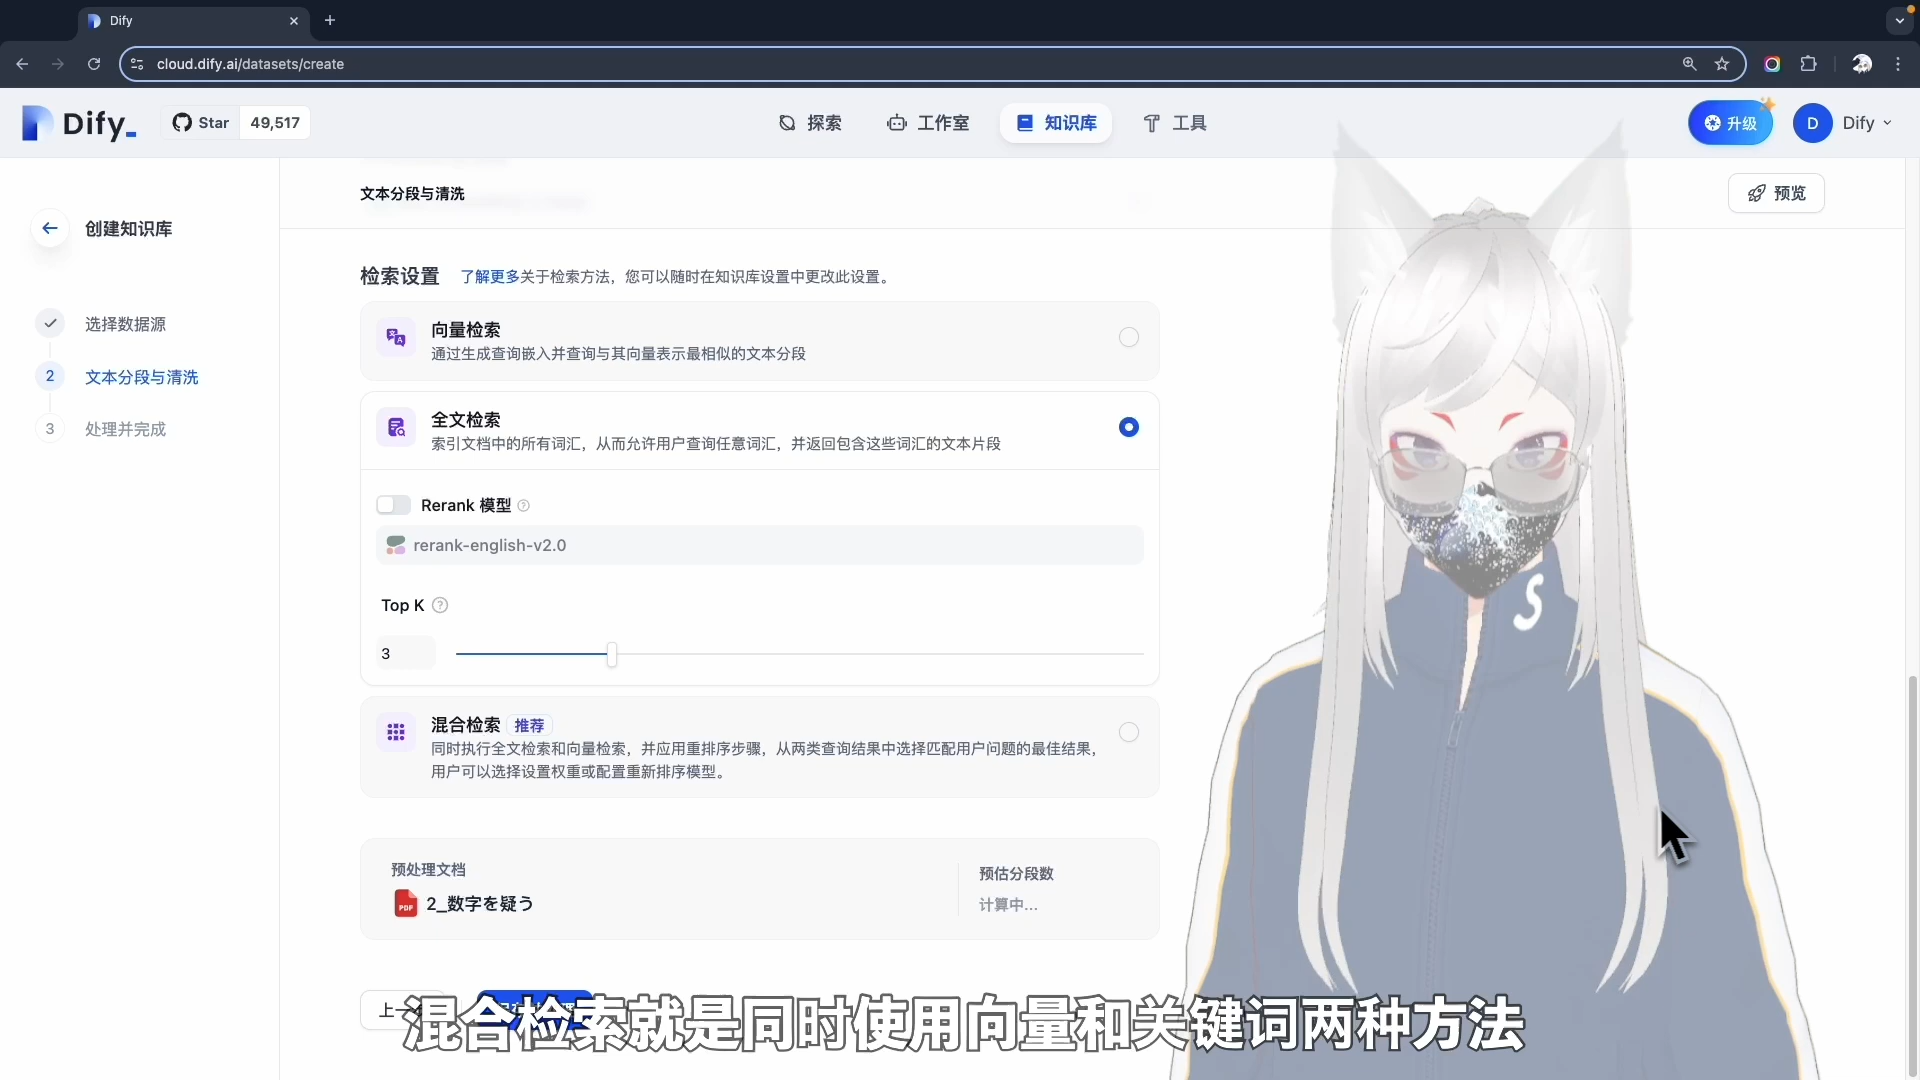 Dify
cloud.dify.ai/datasets/create
Dify_
Star
49,517
探索
工作室
知识库
工具
升级
D
Dify
文本分段与清洗
预览
创建知识库
选择数据源
2
文本分段与清洗
3
处理并完成
检索设置
了解更多关于检索方法，您可以随时在知识库设置中更改此设置。
向量检索
通过生成查询嵌入并查询与其向量表示最相似的文本分段
全文检索
索引文档中的所有词汇，从而允许用户查询任意词汇，并返回包含这些词汇的文本片段
Rerank 模型
rerank-english-v2.0
Top K
3
混合检索 推荐
同时执行全文检索和向量检索，并应用重排序步骤，从两类查询结果中选择匹配用户问题的最佳结果，
用户可以选择设置权重或配置重新排序模型。
预处理文档
PDF
2_数字を疑う
预估分段数
计算中...
上一
混合检索就是同时使用向量和关键词两种方法